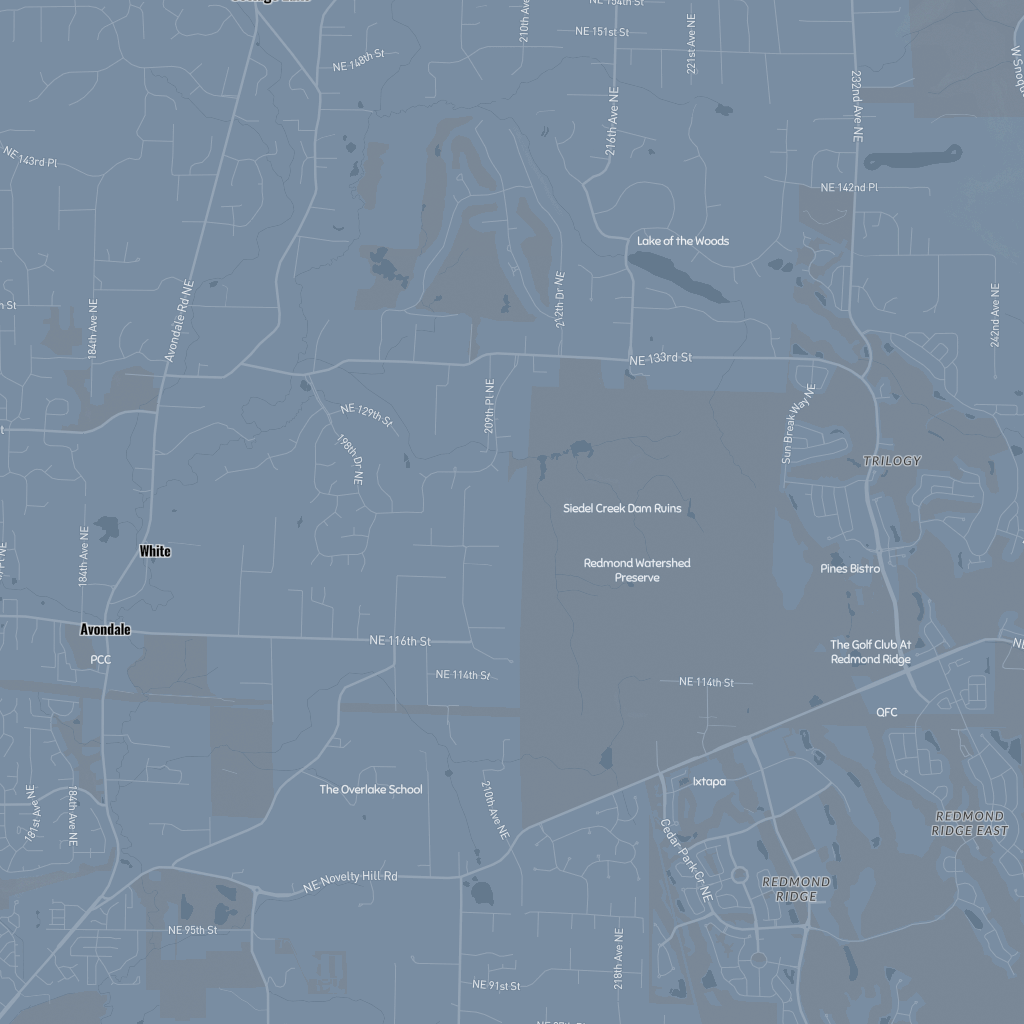 NE 154th St
NE 151st St
210th Ave NE
221st Ave NE
NE 148th St
232nd Ave NE
216th Ave NE
NE 143rd Pl
NE 142nd Pl
Lake of the Woods
212th Dr NE
242nd Ave NE
184th Ave NE
Avondale Rd NE
NE 133rd St
209th Pl NE
NE 129th St
198th Dr NE
Sun Break Way NE
TRILOGY
Siedel Creek Dam Ruins
White
184th Ave NE
Redmond Watershed
Preserve
Pines Bistro
Avondale
NE 116th St
The Golf Club At
Redmond Ridge
PCC
NE 114th St
NE 114th St
QFC
Ixtapa
The Overlake School
210th Ave NE
181st Ave NE
184th Ave NE
REDMOND
RIDGE EAST
Cedar Park Cr NE
NE Novelty Hill Rd
REDMOND
RIDGE
NE 95th St
218th Ave NE
NE 91st St